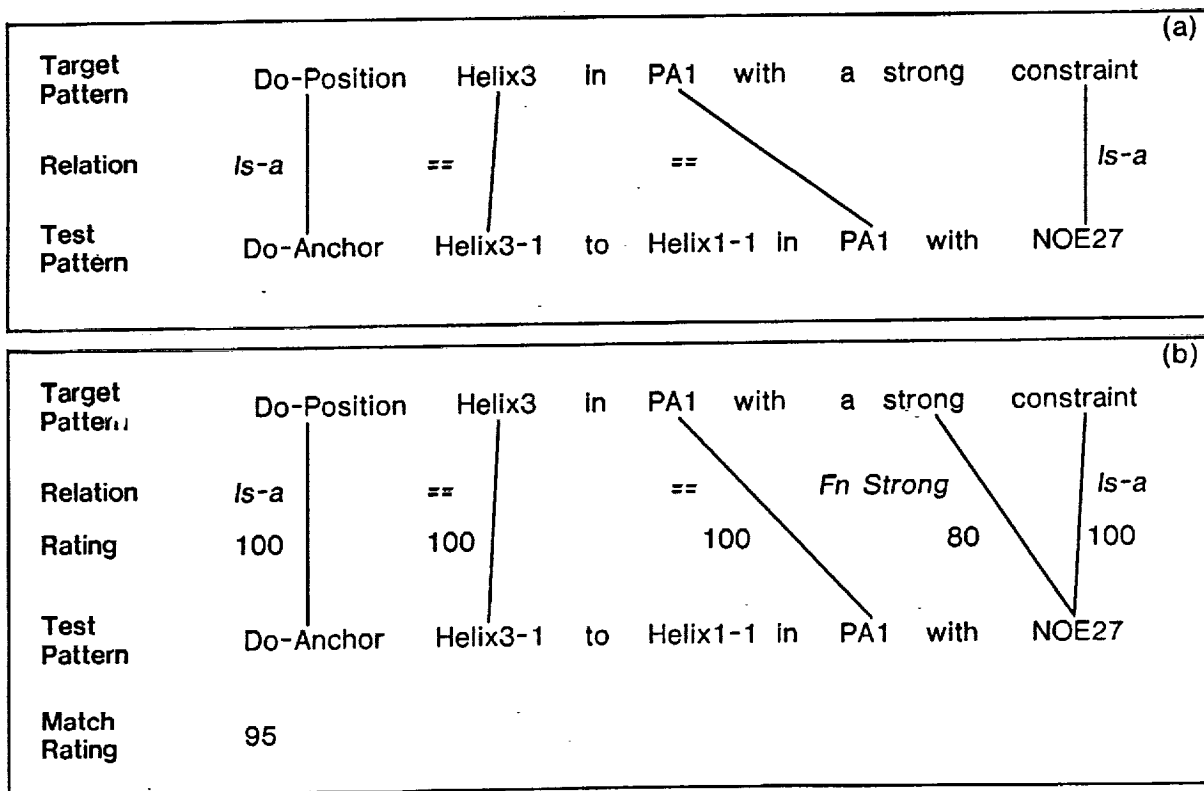 (a)
Target Pattern Do-Position Helix3 in PA1 with a strong constraint
Relation Is-a == == Is-a
Test Pattern Do-Anchor Helix3-1 to Helix1-1 in PA1 with NOE27
(b)
Target Pattern Do-Position Helix3 in PA1 with a strong constraint
Relation Is-a == == Fn Strong Is-a
Rating 100 100 100 80 100
Test Pattern Do-Anchor Helix3-1 to Helix1-1 in PA1 with NOE27
Match Rating 95